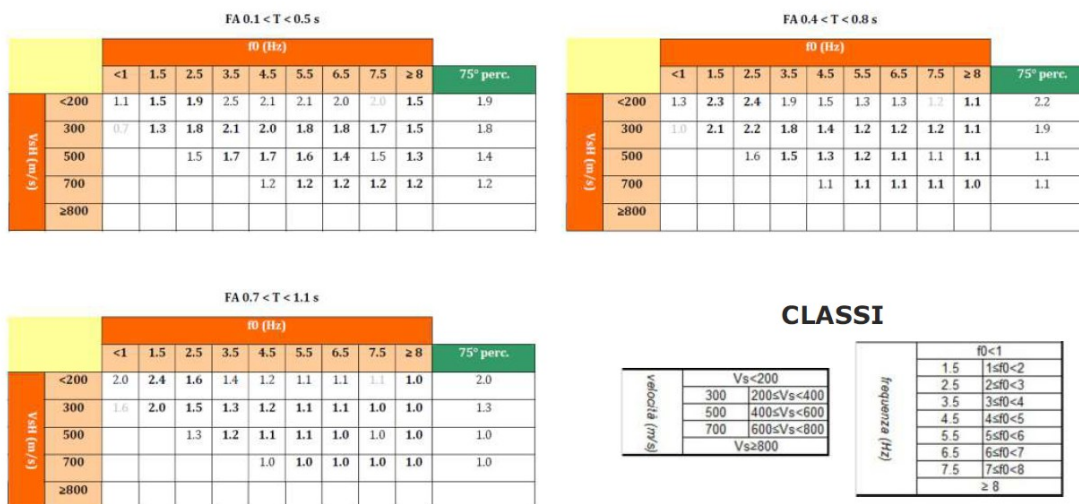 FA 0.1 < T < 0.5 s
f0 (Hz)
<1 1.5 2.5 3.5 4.5 5.5 6.5 7.5 ≥ 8 75° perc.
VsH (m/s)
<200 1.1 1.5 1.9 2.5 2.1 2.1 2.0 2.0 1.5 1.9
300 0.7 1.3 1.8 2.1 2.0 1.8 1.8 1.7 1.5 1.8
500 1.5 1.7 1.7 1.6 1.4 1.5 1.3 1.4
700 1.2 1.2 1.2 1.2 1.2 1.2
≥800
FA 0.4 < T < 0.8 s
f0 (Hz)
<1 1.5 2.5 3.5 4.5 5.5 6.5 7.5 ≥ 8 75° perc.
VsH (m/s)
<200 1.3 2.3 2.4 1.9 1.5 1.3 1.3 1.2 1.1 2.2
300 1.0 2.1 2.2 1.8 1.4 1.2 1.2 1.2 1.1 1.9
500 1.6 1.5 1.3 1.2 1.1 1.1 1.1 1.1
700 1.1 1.1 1.1 1.1 1.0 1.1
≥800
FA 0.7 < T < 1.1 s
f0 (Hz)
<1 1.5 2.5 3.5 4.5 5.5 6.5 7.5 ≥ 8 75° perc.
VsH (m/s)
<200 2.0 2.4 1.6 1.4 1.2 1.1 1.1 1.1 1.0 2.0
300 1.6 2.0 1.5 1.3 1.2 1.1 1.1 1.0 1.0 1.3
500 1.3 1.2 1.1 1.1 1.0 1.0 1.0 1.0
700 1.0 1.0 1.0 1.0 1.0 1.0
≥800
CLASSI
velocità (m/s)
Vs<200
300 200≤Vs<400
500 400≤Vs<600
700 600≤Vs<800
Vs≥800
frequenza (Hz)
f0<1
1.5 1≤f0<2
2.5 2≤f0<3
3.5 3≤f0<4
4.5 4≤f0<5
5.5 5≤f0<6
6.5 6≤f0<7
7.5 7≤f0<8
≥ 8